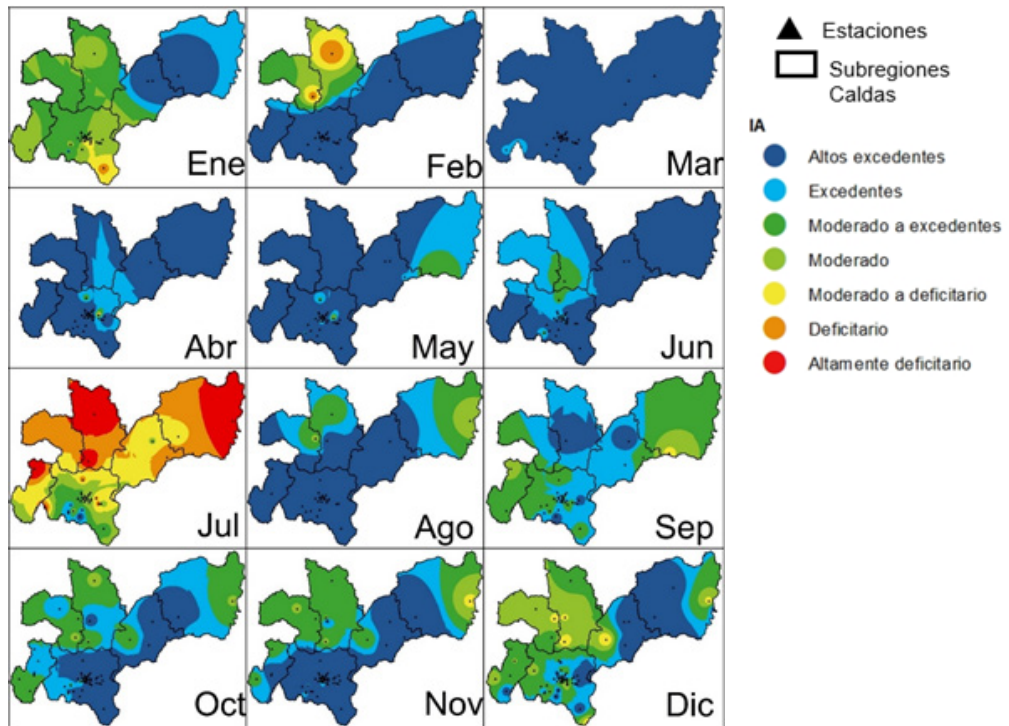 Ene
Feb
Mar
Abr
May
Jun
Jul
Ago
Sep
Oct
Nov
Dic
Estaciones
Subregiones
Caldas
IA
Altos excedentes
Excedentes
Moderado a excedentes
Moderado
Moderado a deficitario
Deficitario
Altamente deficitario